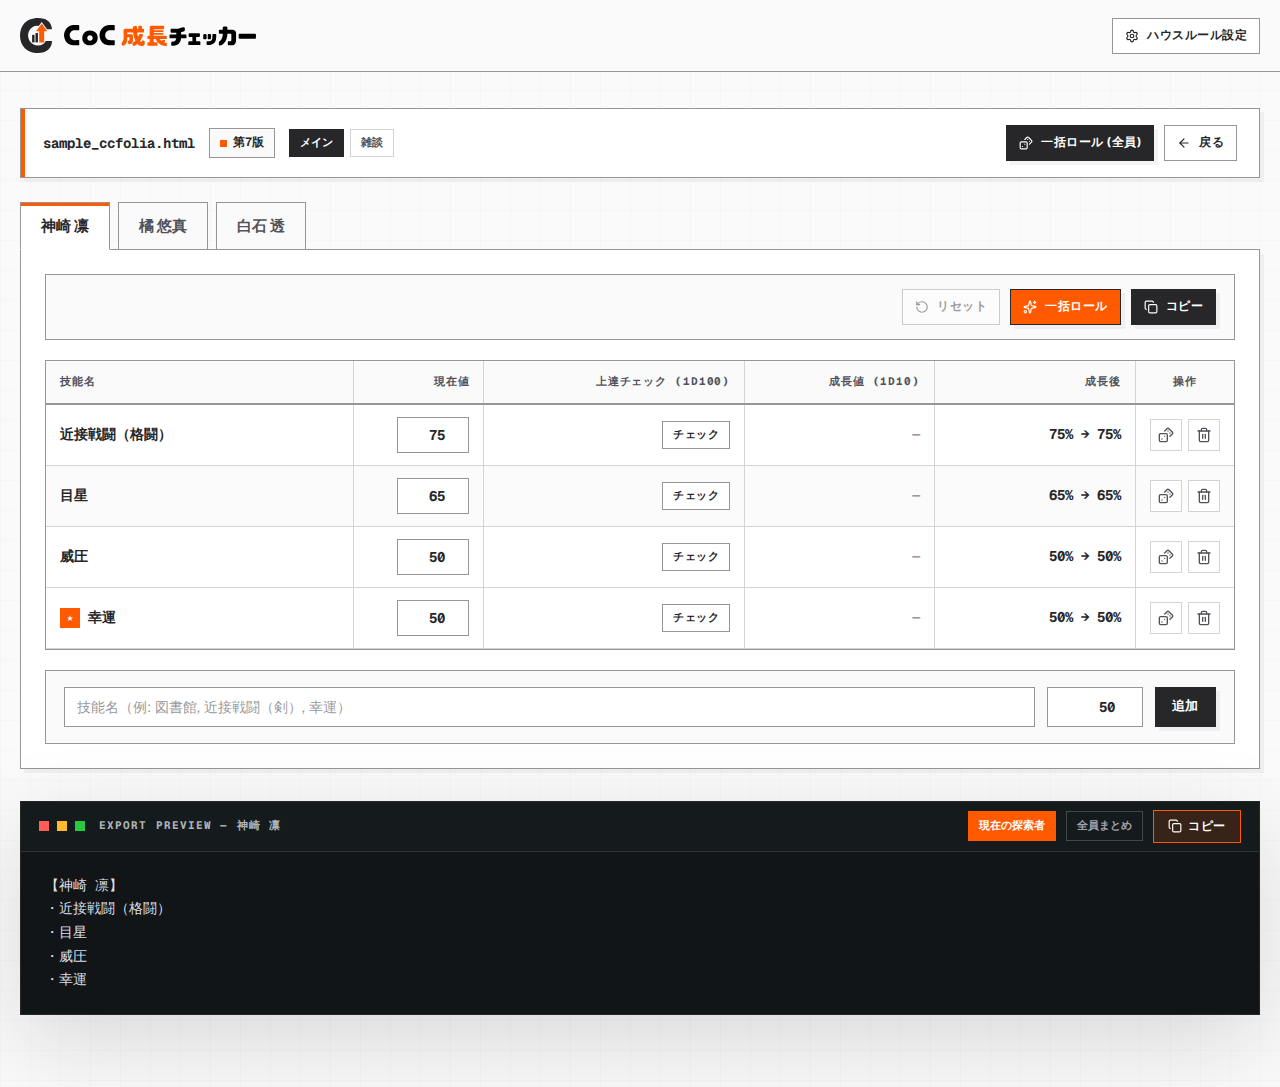 CoC 成長チェッカー
ハウスルール設定
sample_ccfolia.html
第7版
メイン
雑談
一括ロール (全員)
戻る
神崎 凛
橘 悠真
白石 透
リセット
一括ロール
コピー
技能名 現在値 上達チェック (1D100) 成長値 (1D10) 成長後 操作
近接戦闘（格闘） 75 チェック — 75% → 75%
目星 65 チェック — 65% → 65%
威圧 50 チェック — 50% → 50%
★ 幸運 50 チェック — 50% → 50%
技能名（例: 図書館, 近接戦闘（剣）, 幸運） 50 追加
EXPORT PREVIEW — 神崎 凛
現在の探索者
全員まとめ
コピー
【神崎 凛】
・近接戦闘（格闘）
・目星
・威圧
・幸運